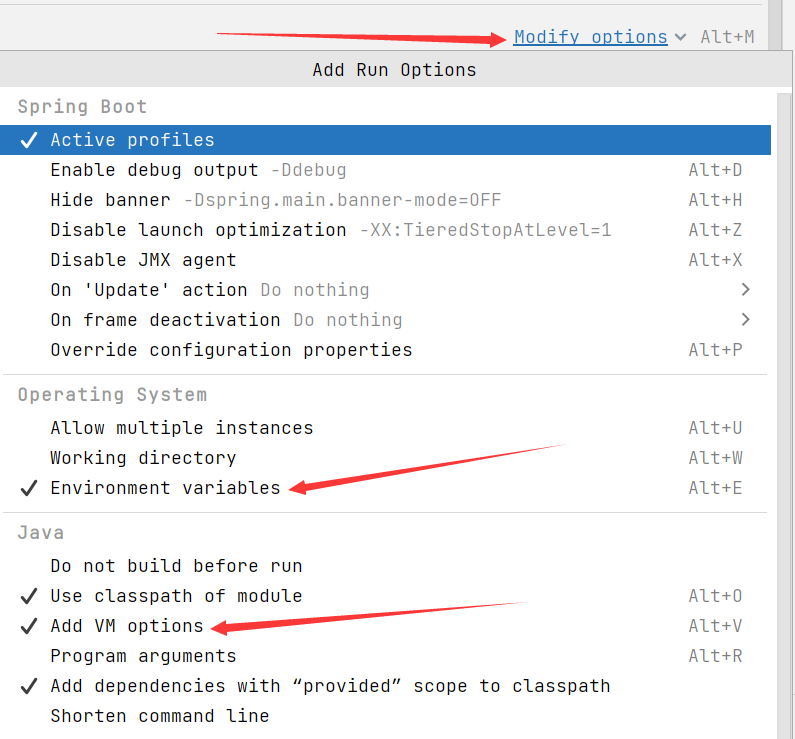 Modify options Alt+M
Add Run Options
Spring Boot
Active profiles
Enable debug output -Ddebug Alt+D
Hide banner -Dspring.main.banner-mode=OFF Alt+H
Disable launch optimization -XX:TieredStopAtLevel=1 Alt+Z
Disable JMX agent Alt+X
On 'Update' action Do nothing
On frame deactivation Do nothing
Override configuration properties Alt+P
Operating System
Allow multiple instances Alt+U
Working directory Alt+W
Environment variables Alt+E
Java
Do not build before run
Use classpath of module Alt+O
Add VM options Alt+V
Program arguments Alt+R
Add dependencies with “provided” scope to classpath
Shorten command line